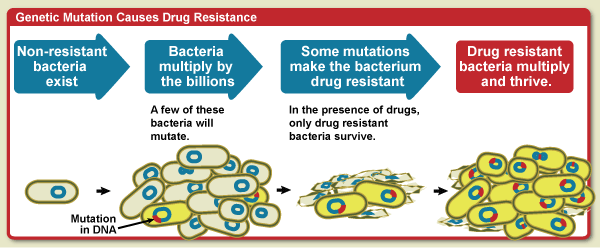 Genetic Mutation Causes Drug Resistance
Non-resistant
bacteria
exist
Bacteria
multiply by
the billions
A few of these
bacteria will
mutate.
Some mutations
make the bacterium
drug resistant
In the presence of drugs,
only drug resistant
bacteria survive.
Drug resistant
bacteria multiply
and thrive.
Mutation
in DNA